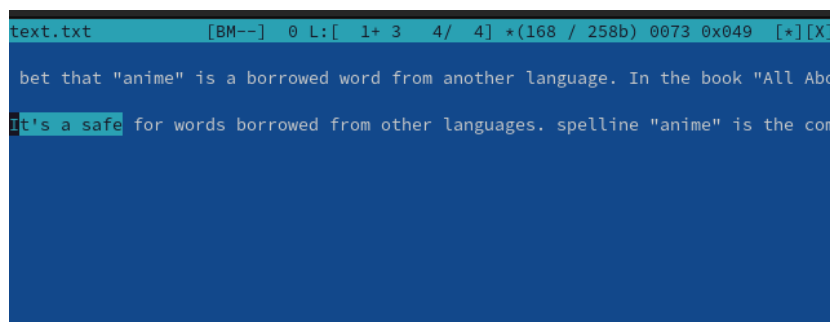 text.txt [BM--] 0 L:[ 1+ 3 4/ 4] *(168 / 258b) 0073 0x049 [*][X]
bet that "anime" is a borrowed word from another language. In the book "All Abo
It's a safe for words borrowed from other languages. spelline "anime" is the com